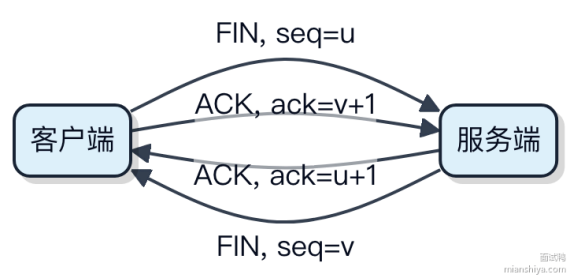 FIN, seq=u
ACK, ack=v+1
客户端
服务端
ACK, ack=u+1
FIN, seq=v
面试鸭
mianshiya.com